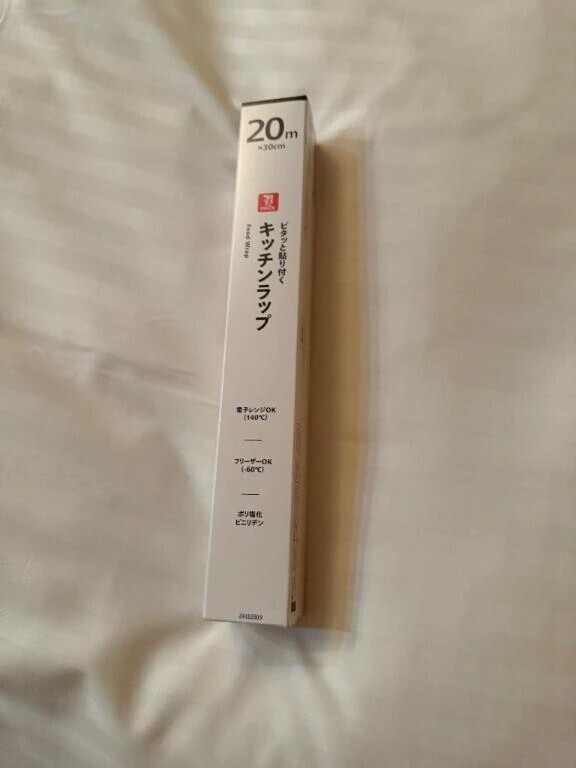 20m
×30cm
ピタッと貼り付く
キッチンラップ
Food Wrap
電子レンジOK
(140℃)
フリーザーOK
(-60℃)
ポリ塩化
ビニリデン